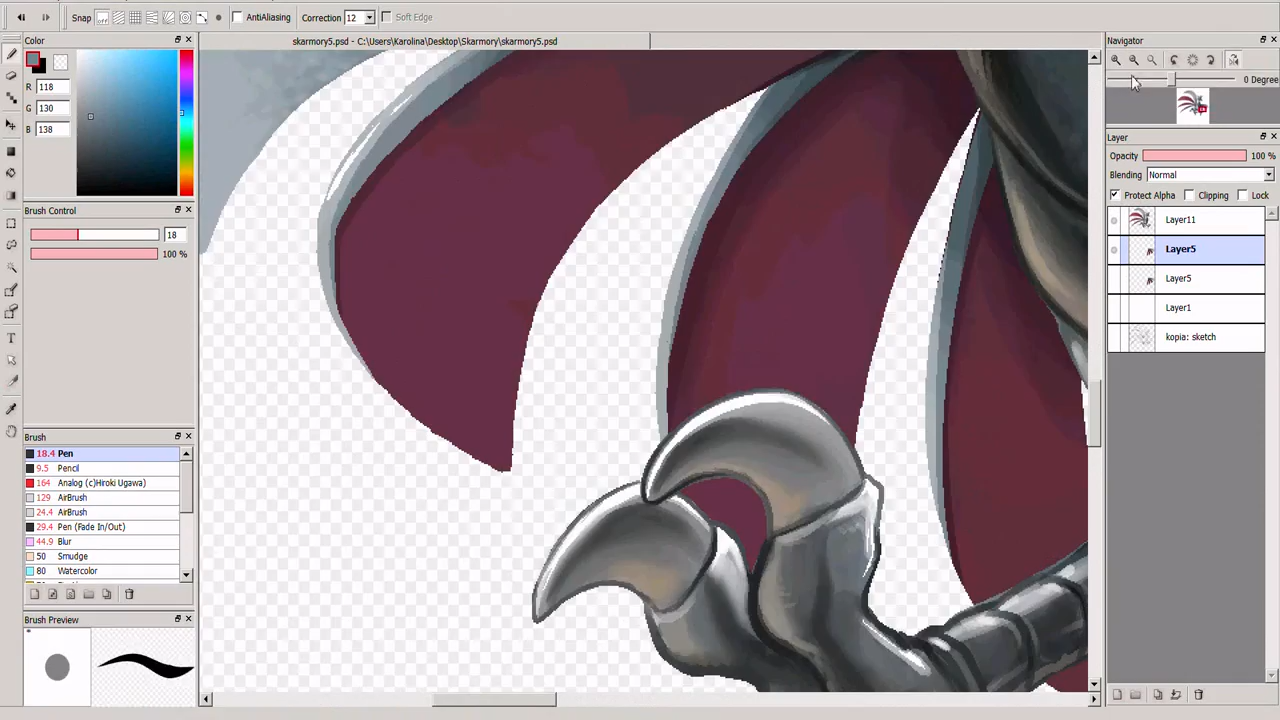 Snap
AntiAliasing
Correction 12
Soft Edge
Color
skarmory5.psd - C:\Users\Karolina\Desktop\Skarmory\skarmory5.psd
Navigator
R 118
G 130
B 138
0 Degree
Layer
Opacity 100 %
Blending Normal
Protect Alpha Clipping Lock
Brush Control
18
100 %
Layer11
Layer5
Layer5
Layer1
kopia: sketch
Brush
18.4 Pen
9.5 Pencil
164 Analog (c)Hiroki Ugawa)
129 AirBrush
24.4 AirBrush
29.4 Pen (Fade In/Out)
44.9 Blur
50 Smudge
80 Watercolor
Brush Preview